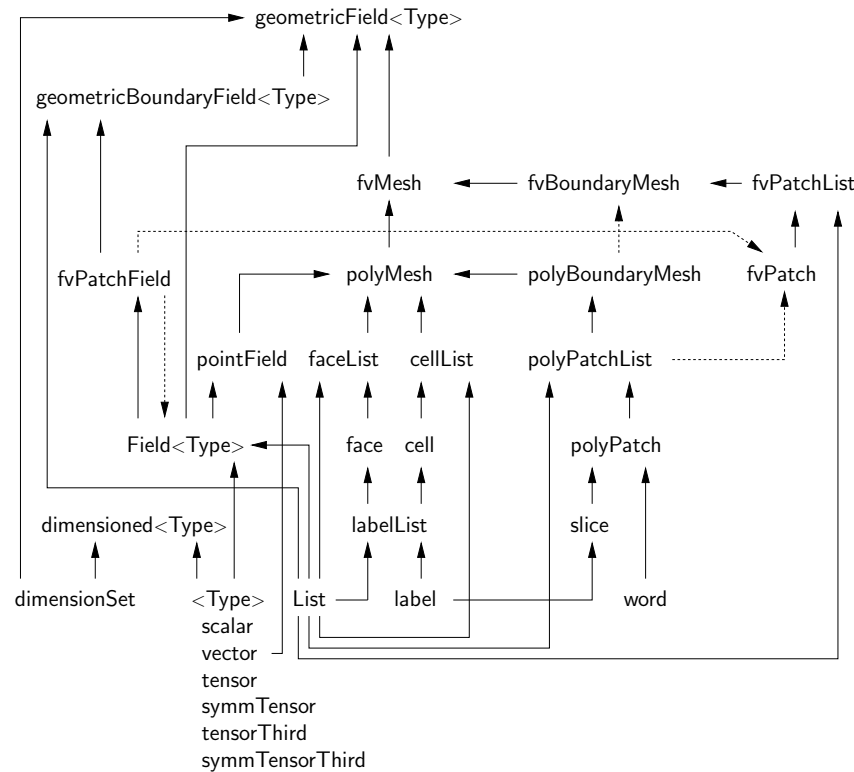 geometricField<Type>
geometricBoundaryField<Type>
fvMesh
fvBoundaryMesh
fvPatchList
fvPatchField
polyMesh
polyBoundaryMesh
fvPatch
pointField
faceList
cellList
polyPatchList
Field<Type>
face
cell
polyPatch
dimensioned<Type>
labelList
slice
dimensionSet
<Type>
List
label
word
scalar
vector
tensor
symmTensor
tensorThird
symmTensorThird